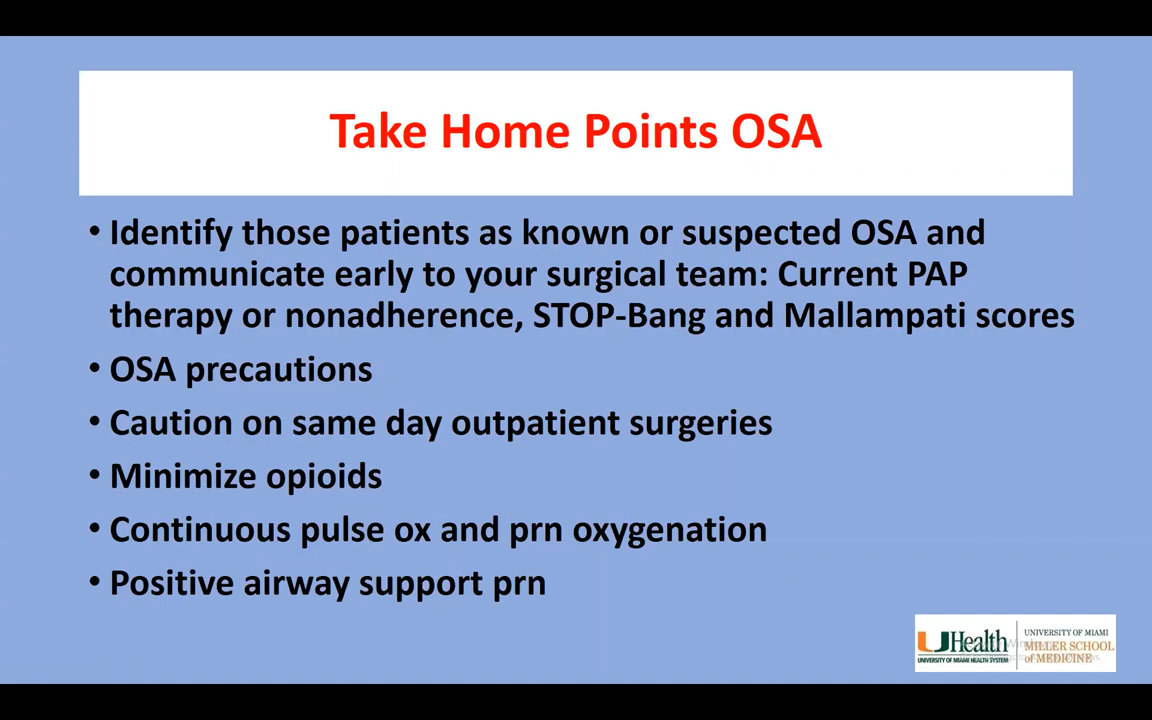 Take Home Points OSA
• Identify those patients as known or suspected OSA and
communicate early to your surgical team: Current PAP
therapy or nonadherence, STOP-Bang and Mallampati scores
• OSA precautions
• Caution on same day outpatient surgeries
• Minimize opioids
• Continuous pulse ox and prn oxygenation
• Positive airway support prn
UHealth
UNIVERSITY OF MIAMI HEALTH SYSTEM
UNIVERSITY OF MIAMI
MILLER SCHOOL
of MEDICINE